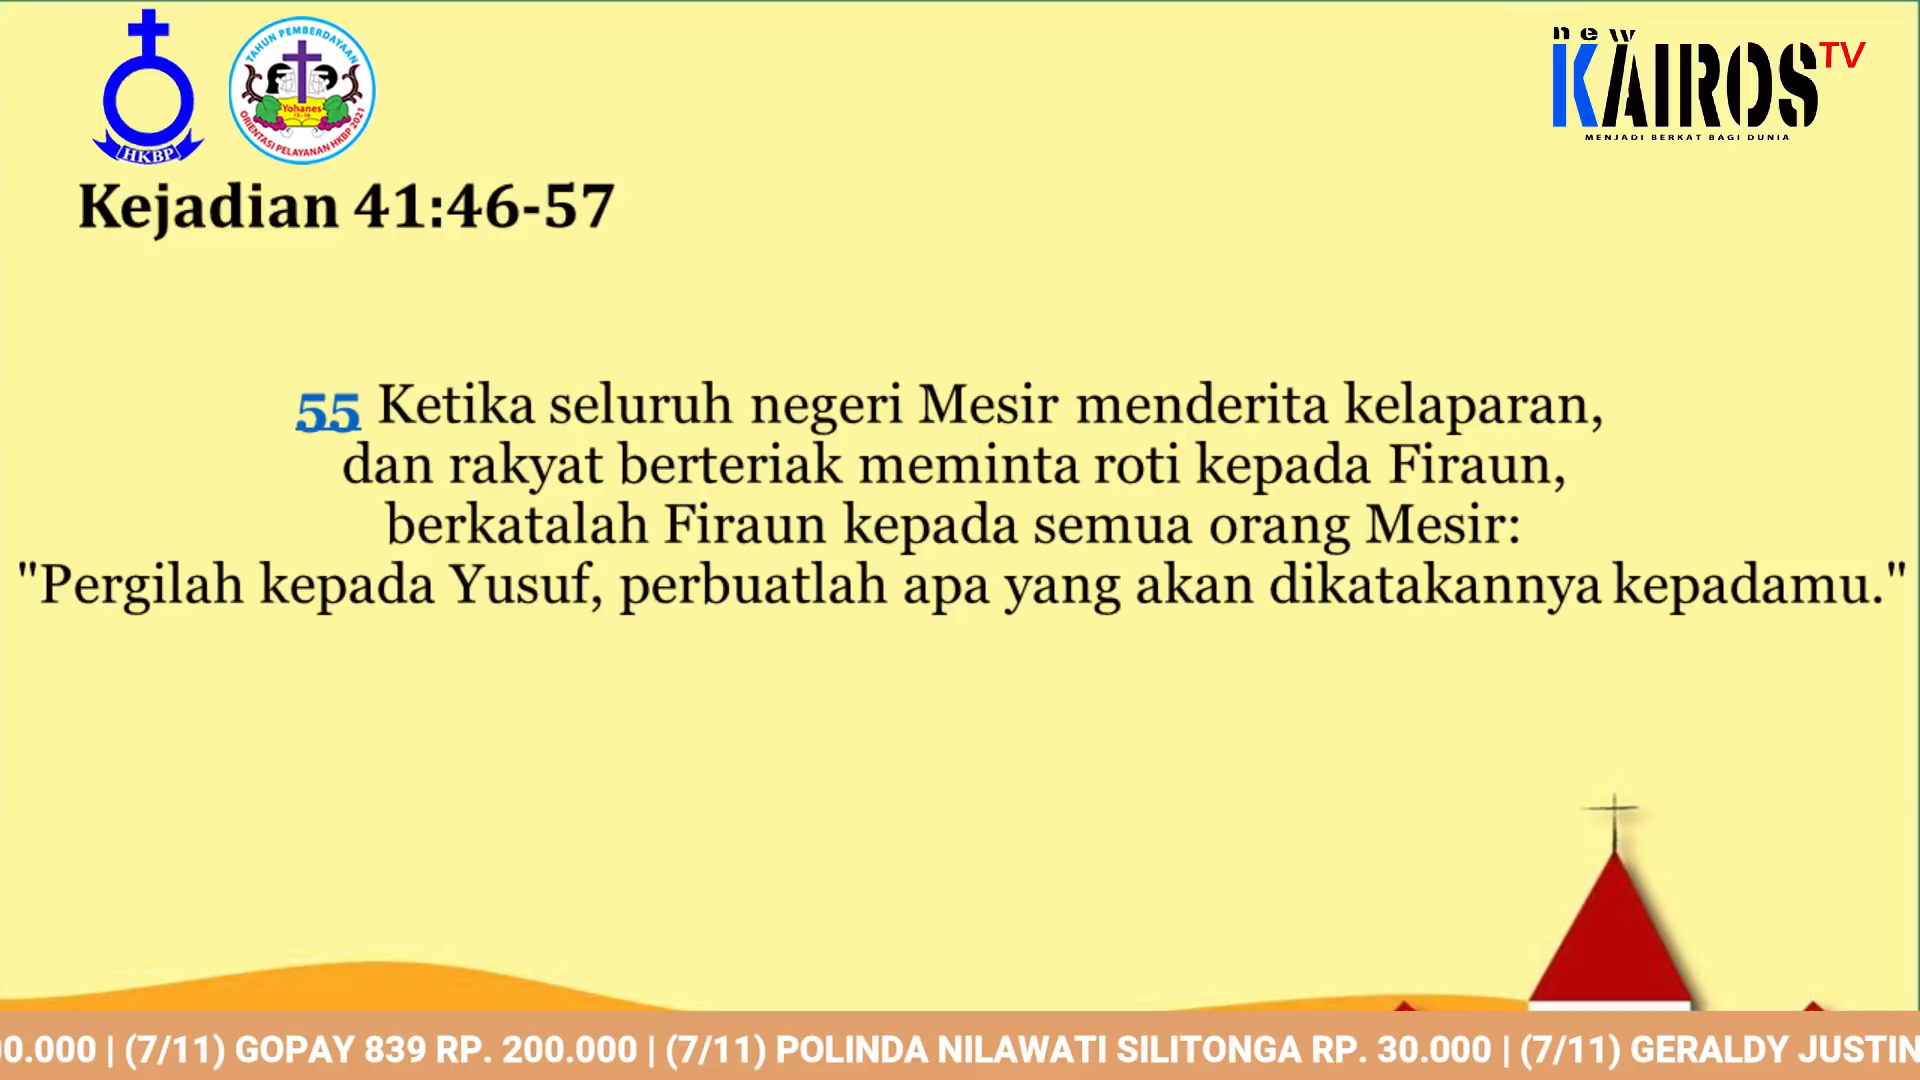 HKBP
TAHUN PEMBERDAYAAN
Yohanes
ORIENTASI PELAYANAN HKBP 2021
new
KAIROS TV
MENJADI BERKAT BAGI DUNIA
Kejadian 41:46-57
55 Ketika seluruh negeri Mesir menderita kelaparan,
dan rakyat berteriak meminta roti kepada Firaun,
berkatalah Firaun kepada semua orang Mesir:
"Pergilah kepada Yusuf, perbuatlah apa yang akan dikatakannya kepadamu."
0.000 | (7/11) GOPAY 839 RP. 200.000 | (7/11) POLINDA NILAWATI SILITONGA RP. 30.000 | (7/11) GERALDY JUSTIN